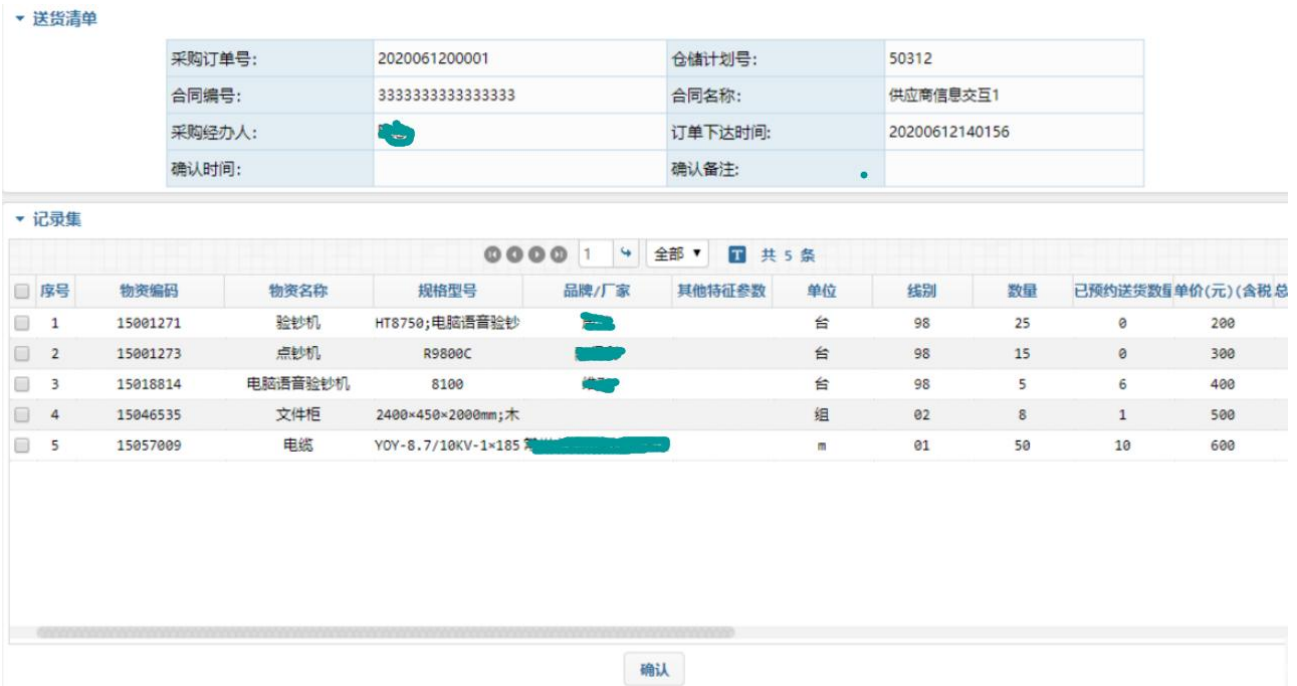 送货清单
采购订单号: 2020061200001 仓储计划号: 50312
合同编号: 3333333333333333 合同名称: 供应商信息交互1
采购经办人: 订单下达时间: 20200612140156
确认时间: 确认备注:
记录集
1 全部 T 共 5 条
序号 物资编码 物资名称 规格型号 品牌/厂家 其他特征参数 单位 线别 数量 已预约送货数量 单价(元)(含税 总
1 15001271 验钞机 HT8750;电脑语音验钞 台 98 25 0 200
2 15001273 点钞机 R9800C 台 98 15 0 300
3 15018814 电脑语音验钞机 8100 台 98 5 6 400
4 15046535 文件柜 2400×450×2000mm;木 组 02 8 1 500
5 15057009 电缆 YOY-8.7/10KV-1×185 m 01 50 10 600
确认